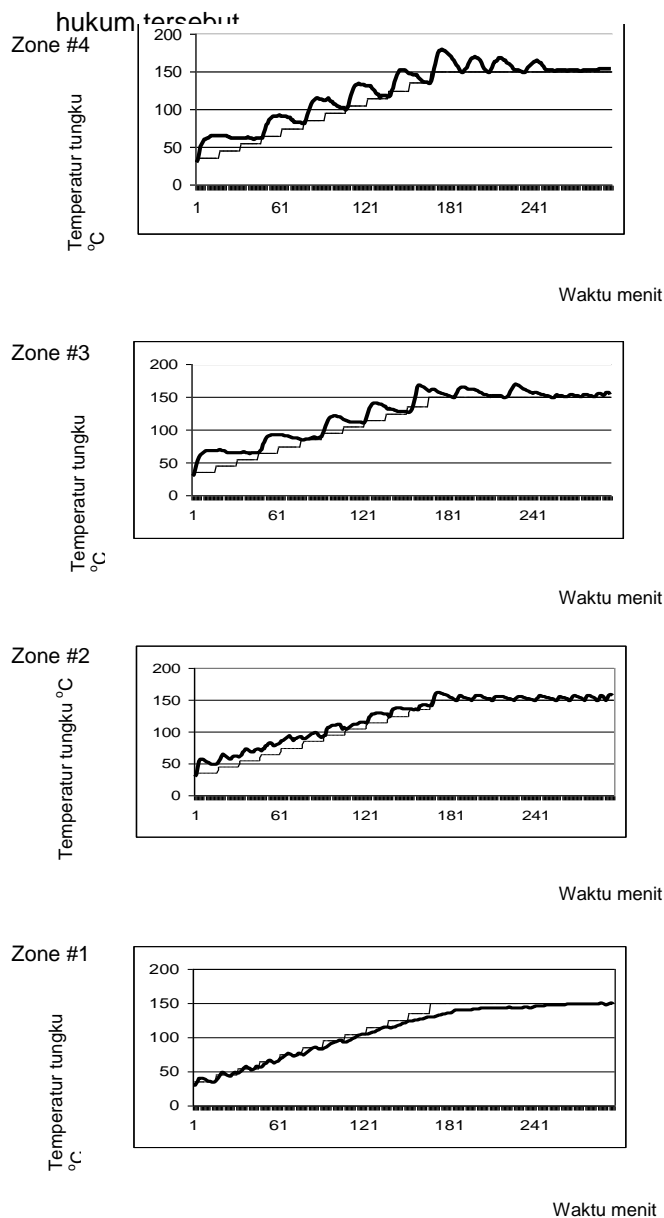 hukum tersebut
Zone #4
Temperatur tungku
°C
200
150
100
50
0
1 61 121 181 241
Waktu menit
Zone #3
Temperatur tungku
°C
200
150
100
50
0
1 61 121 181 241
Waktu menit
Zone #2
Temperatur tungku °C
200
150
100
50
0
1 61 121 181 241
Waktu menit
Zone #1
Temperatur tungku
°C
200
150
100
50
0
1 61 121 181 241
Waktu menit